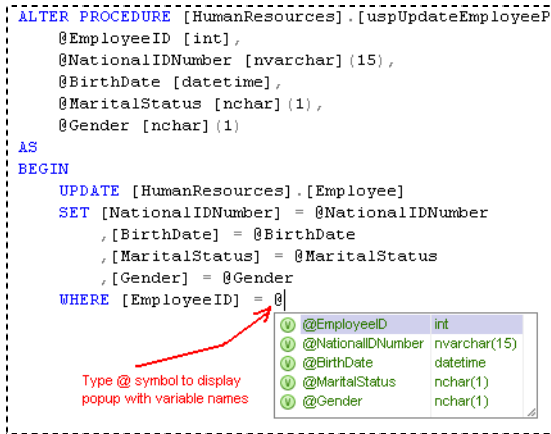 ALTER PROCEDURE [HumanResources].[uspUpdateEmployeeP
@EmployeeID [int],
@NationalIDNumber [nvarchar](15),
@BirthDate [datetime],
@MaritalStatus [nchar](1),
@Gender [nchar](1)
AS
BEGIN
UPDATE [HumanResources].[Employee]
SET [NationalIDNumber] = @NationalIDNumber
,[BirthDate] = @BirthDate
,[MaritalStatus] = @MaritalStatus
,[Gender] = @Gender
WHERE [EmployeeID] = @
V @EmployeeID int
V @NationalIDNumber nvarchar(15)
V @BirthDate datetime
V @MaritalStatus nchar(1)
V @Gender nchar(1)
Type @ symbol to display
popup with variable names